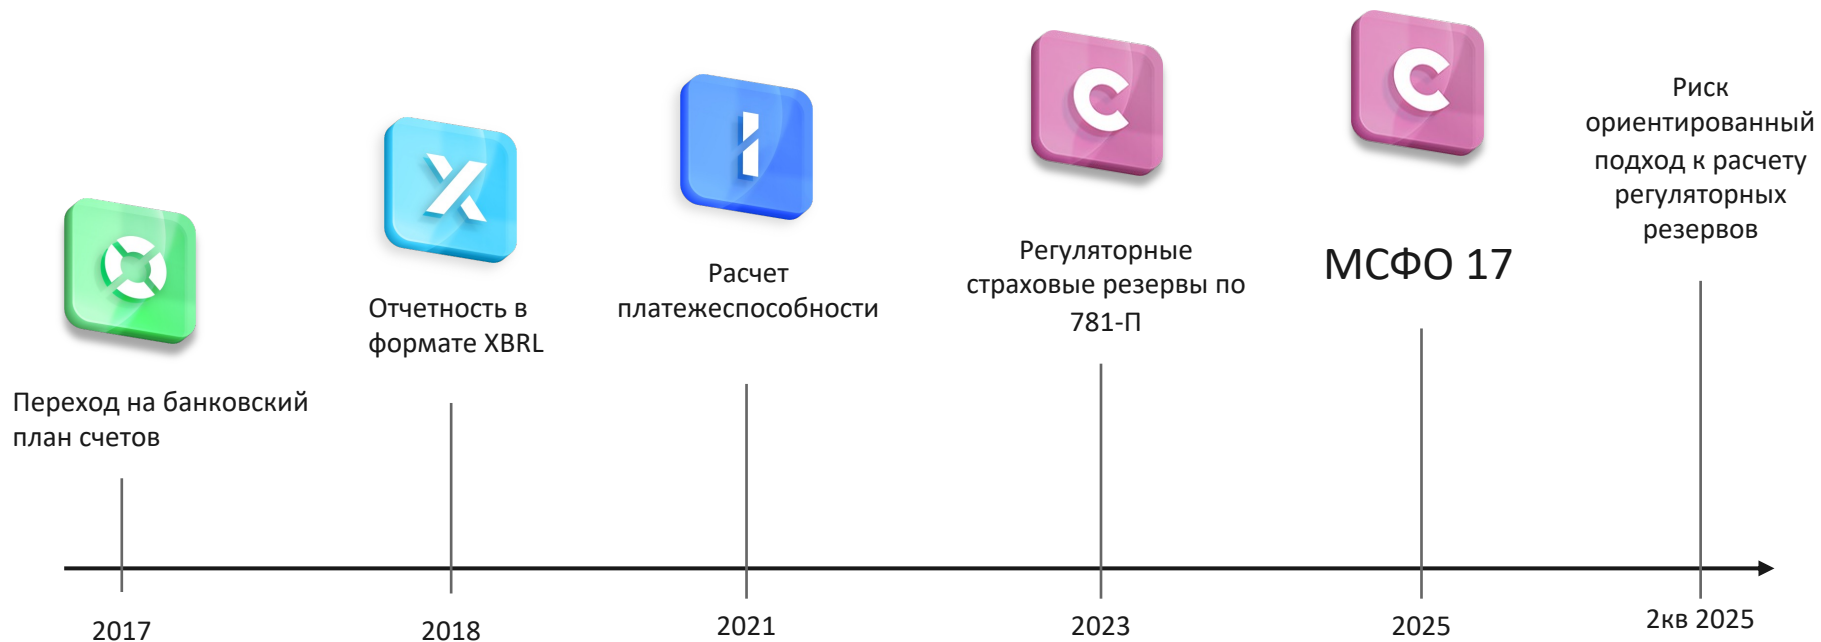 Переход на банковский
план счетов
2017
X
Отчетность в
формате XBRL
2018
Расчет
платежеспособности
2021
C
Регуляторные
страховые резервы по
781-П
2023
C
МСФО 17
2025
Риск
ориентированный
подход к расчету
регуляторных
резервов
2кв 2025